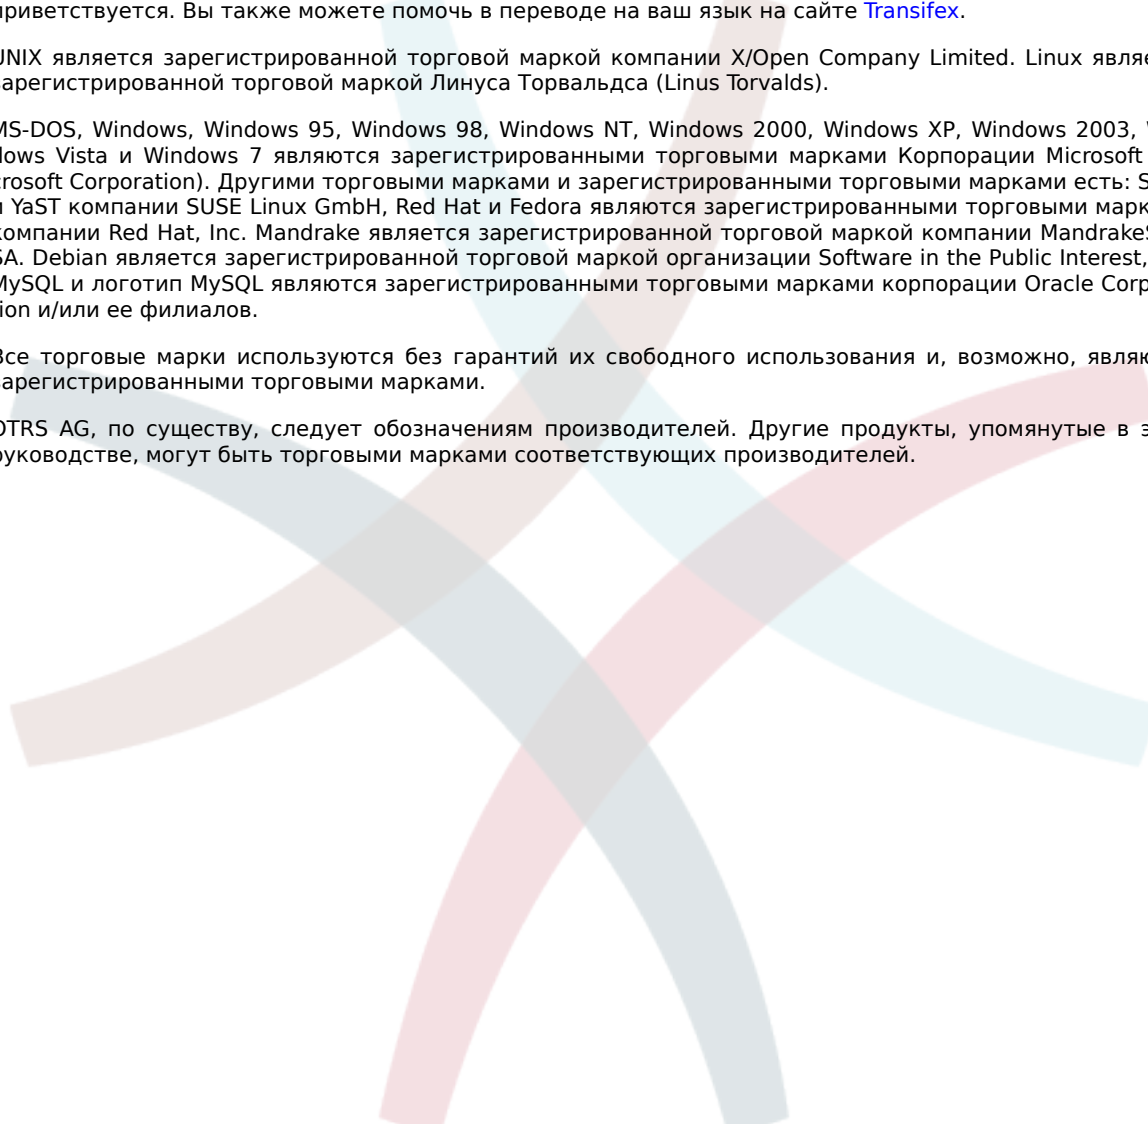 приветствуется. Вы также можете помочь в переводе на ваш язык на сайте Transifex.
UNIX является зарегистрированной торговой маркой компании X/Open Company Limited. Linux явля
зарегистрированной торговой маркой Линуса Торвальдса (Linus Torvalds).
MS-DOS, Windows, Windows 95, Windows 98, Windows NT, Windows 2000, Windows XP, Windows 2003,
dows Vista и Windows 7 являются зарегистрированными торговыми марками Корпорации Microsoft
crosoft Corporation). Другими торговыми марками и зарегистрированными торговыми марками есть: S
и YaST компании SUSE Linux GmbH, Red Hat и Fedora являются зарегистрированными торговыми марк
компании Red Hat, Inc. Mandrake является зарегистрированной торговой маркой компании Mandrake
SA. Debian является зарегистрированной торговой маркой организации Software in the Public Interest,
MySQL и логотип MySQL являются зарегистрированными торговыми марками корпорации Oracle Corp
tion и/или ее филиалов.
Все торговые марки используются без гарантий их свободного использования и, возможно, являю
зарегистрированными торговыми марками.
OTRS AG, по существу, следует обозначениям производителей. Другие продукты, упомянутые в э
руководстве, могут быть торговыми марками соответствующих производителей.